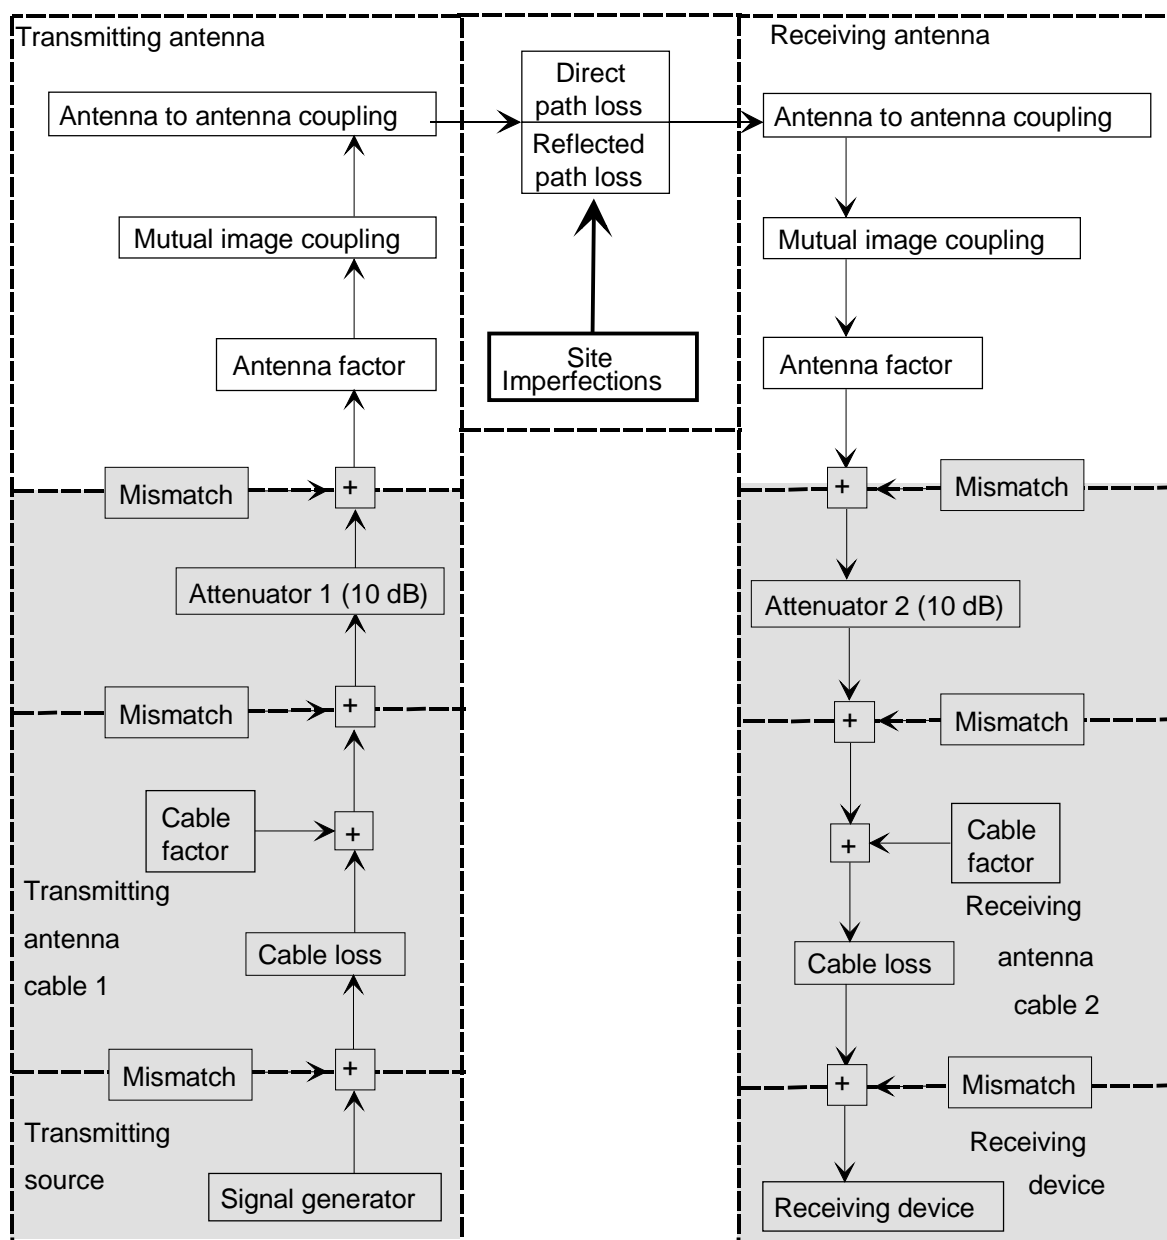 Transmitting antenna
Antenna to antenna coupling
Mutual image coupling
Antenna factor
Mismatch
+
Attenuator 1 (10 dB)
Mismatch
+
Cable
factor
+
Transmitting
antenna
cable 1
Cable loss
Mismatch
+
Transmitting
source
Signal generator
Direct
path loss
Reflected
path loss
Site
Imperfections
Receiving antenna
Antenna to antenna coupling
Mutual image coupling
Antenna factor
+
Mismatch
Attenuator 2 (10 dB)
+
Mismatch
+
Cable
factor
Receiving
antenna
cable 2
Cable loss
+
Mismatch
Receiving
device
Receiving device